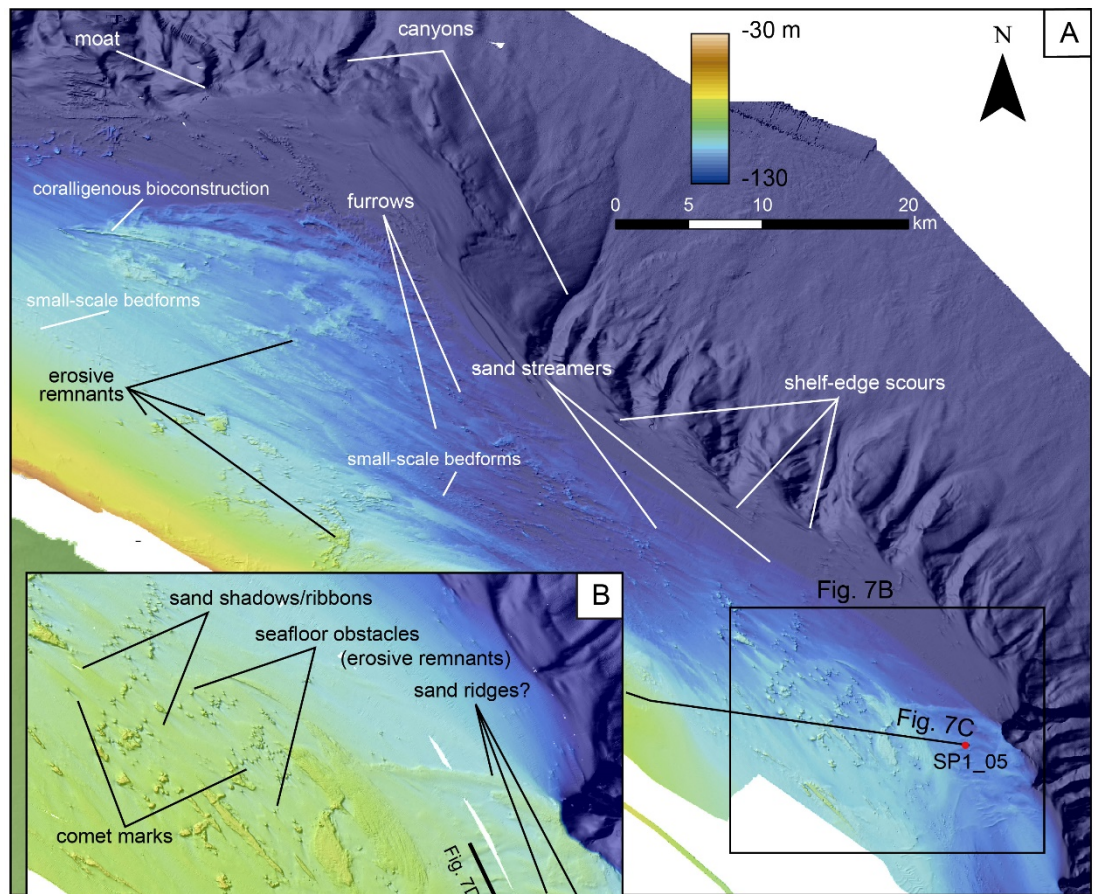 A
canyons
moat
-30 m
N
-130
0 5 10 20
km
coralligenous bioconstruction
furrows
small-scale bedforms
erosive
remnants
sand streamers
shelf-edge scours
small-scale bedforms
Fig. 7B
Fig. 7C
SP1_05
B
sand shadows/ribbons
seafloor obstacles
(erosive remnants)
sand ridges?
comet marks
Fig. 7D